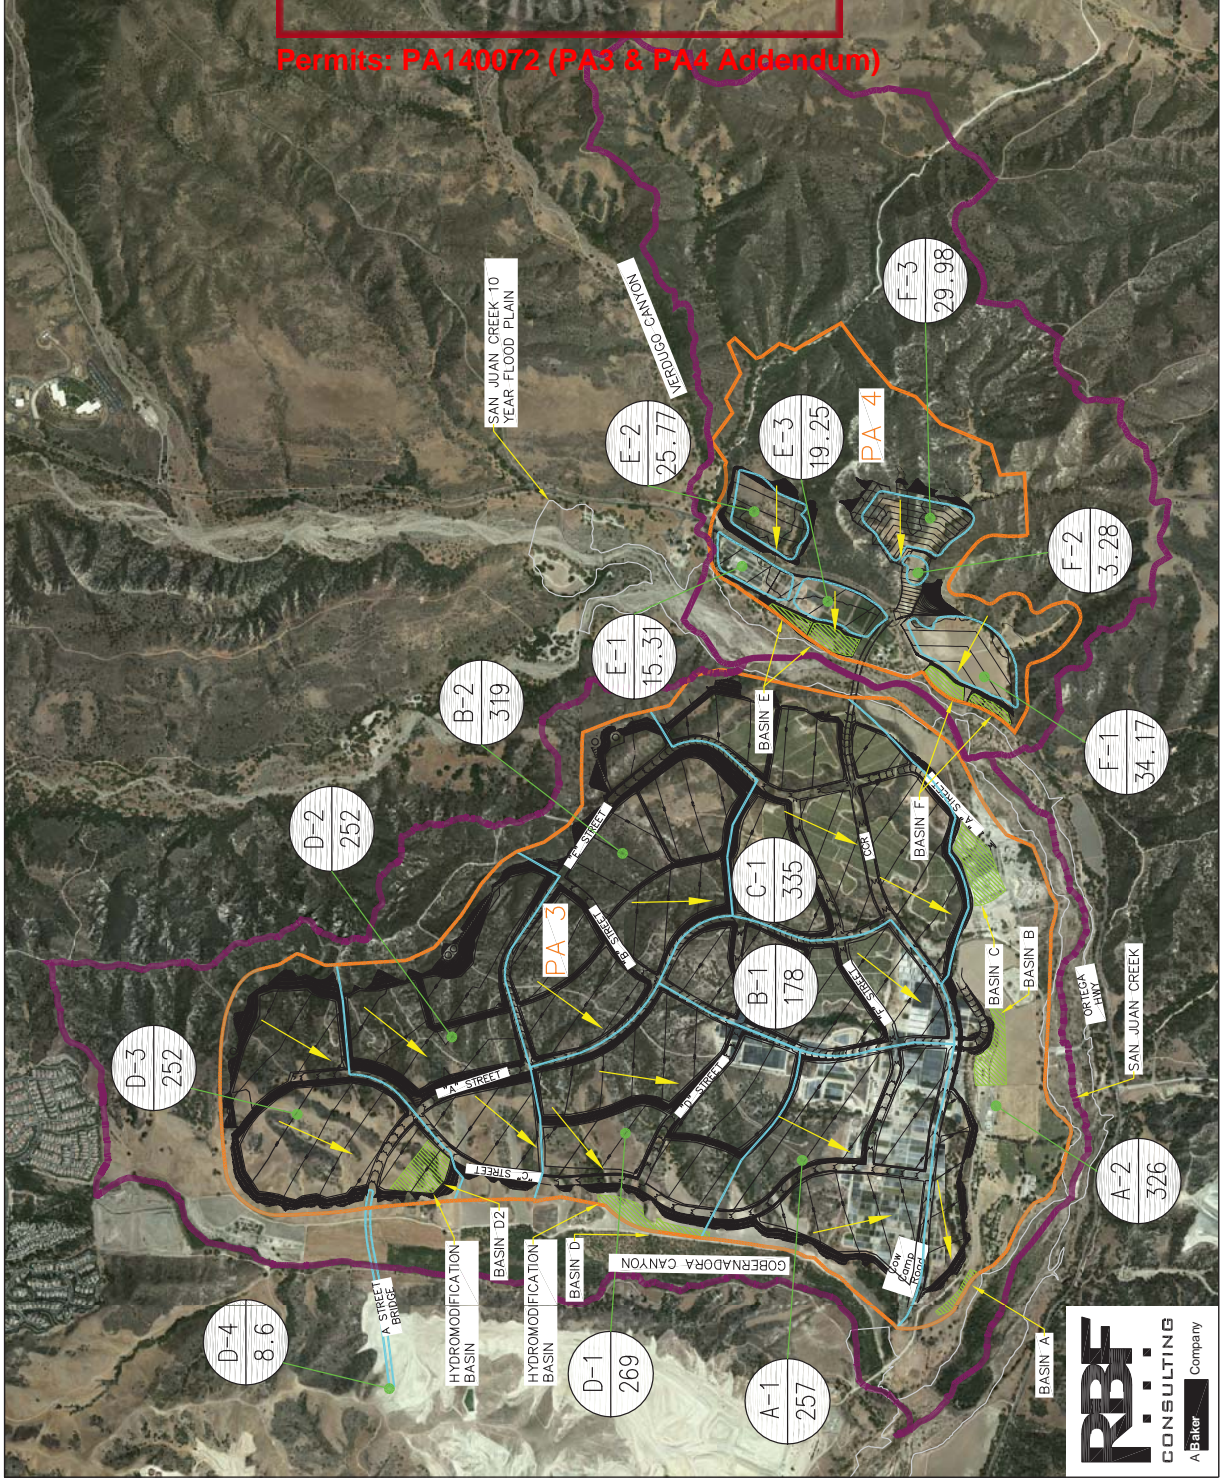 Permits: PA140072 (PA3 & PA4 Addendum)
SAN JUAN CREEK 10
YEAR FLOOD PLAIN
VERDUGO CANYON
F-3
29.98
E-2
25.77
E-3
19.25
PA 4
F-2
3.28
E-1
15.31
B-2
319
BASIN E
F-1
34.17
D-2
252
"F" STREET
"A" STREET
BASIN F
CCR
C-1
335
PA 3
"B" STREET
B-1
178
"F" STREET
BASIN C
BASIN B
ORTEGA
HWY
SAN JUAN CREEK
D-3
252
"A" STREET
"D" STREET
"C" STREET
A-2
326
BASIN D2
HYDROMODIFICATION
BASIN
BASIN D
HYDROMODIFICATION
BASIN
GOBERNADORA CANYON
Cow
Camp
Road
A STREET
BRIDGE
D-4
8.6
D-1
269
A-1
257
BASIN A
RBF
CONSULTING
A Baker Company